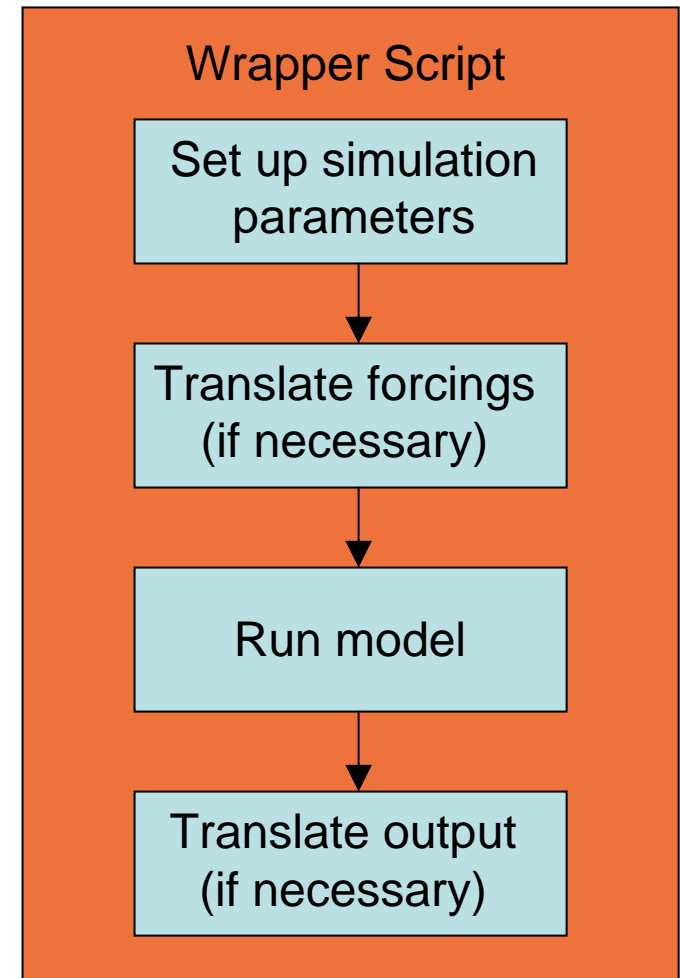 Wrapper Script
Set up simulation
parameters
Translate forcings
(if necessary)
Run model
Translate output
(if necessary)